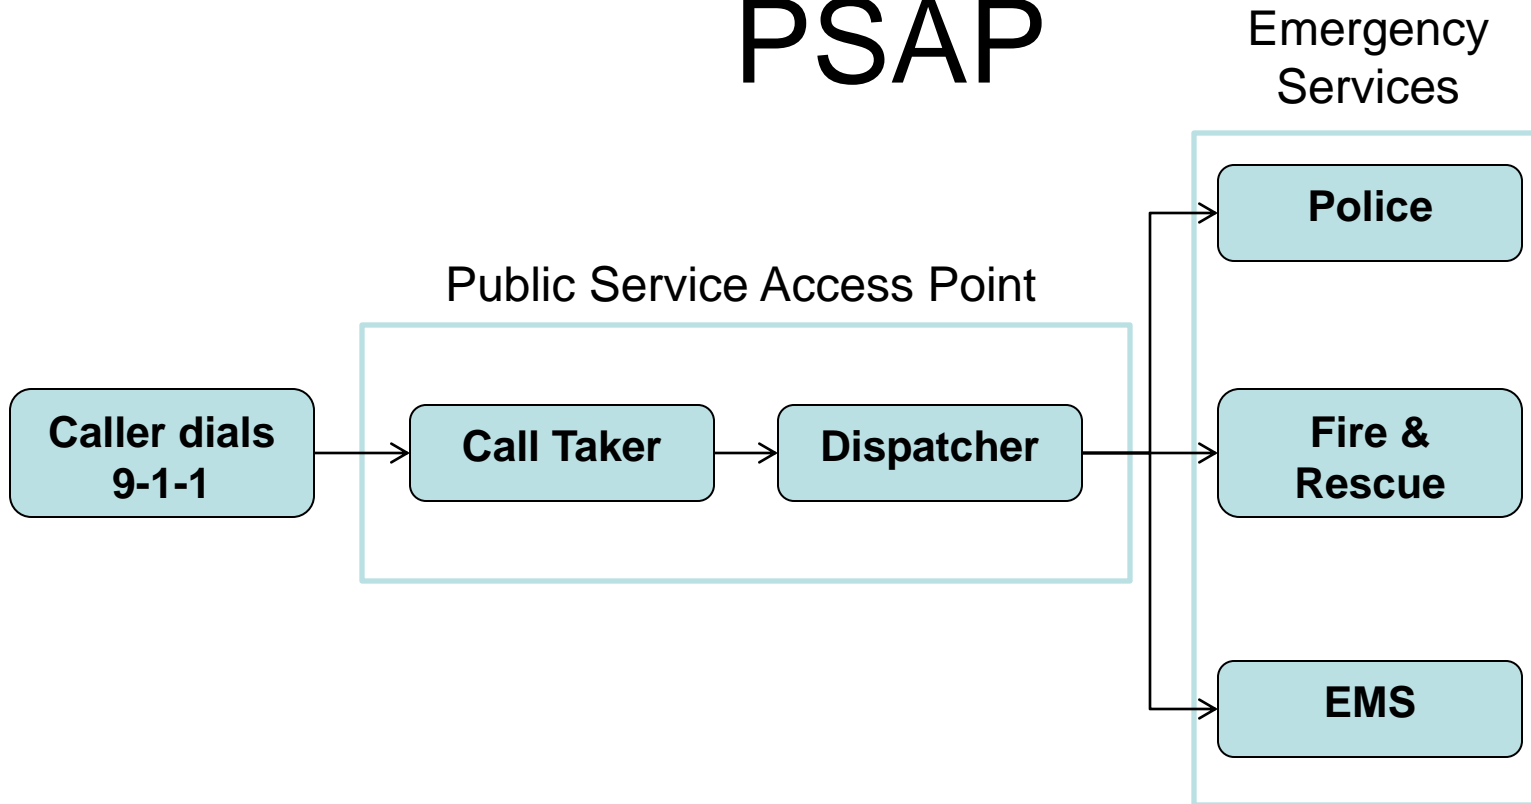 PSAP
Emergency
Services
Public Service Access Point
Caller dials
9-1-1
Call Taker
Dispatcher
Police
Fire &
Rescue
EMS